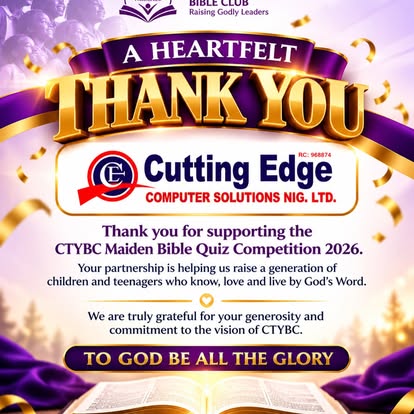 BIBLE CLUB
Raising Godly Leaders
A HEARTFELT
THANK YOU
RC: 968874
Cutting Edge
COMPUTER SOLUTIONS NIG. LTD.
Thank you for supporting the
CTYBC Maiden Bible Quiz Competition 2026.
Your partnership is helping us raise a generation of
children and teenagers who know, love and live by God's Word.
We are truly grateful for your generosity and
commitment to the vision of CTYBC.
TO GOD BE ALL THE GLORY